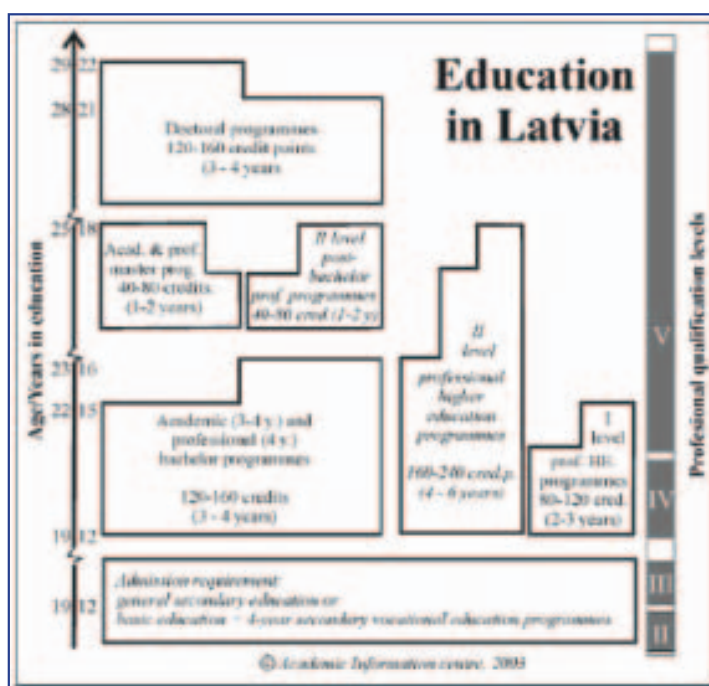 Education
in Latvia
Age/Years in education
29 22
28 21
Doctoral programmes
120-160 credit points
(3 - 4 years
25 18
Acad. & prof.
master prog.
40-80 credits.
(1-2 years)
II level
post-
bachelor
prof. programmes
40-80 cred (1-2 y)
23 16
22 15
Academic (3-4 y.) and
professional (4 y.)
bachelor programmes
120-160 credits
(3 - 4 years)
19 12
II
level
professional
higher
education
programmes
160-240 cred.p.
(4 - 6 years)
I
level
prof. HE.
programmes
80-120 cred.
(2-3 years)
19 12
Admission requirement
general secondary education or
basic education - 4-year secondary vocational education programmes
V
IV
III
II
Profesional qualification levels
© Academic Information centre, 2003